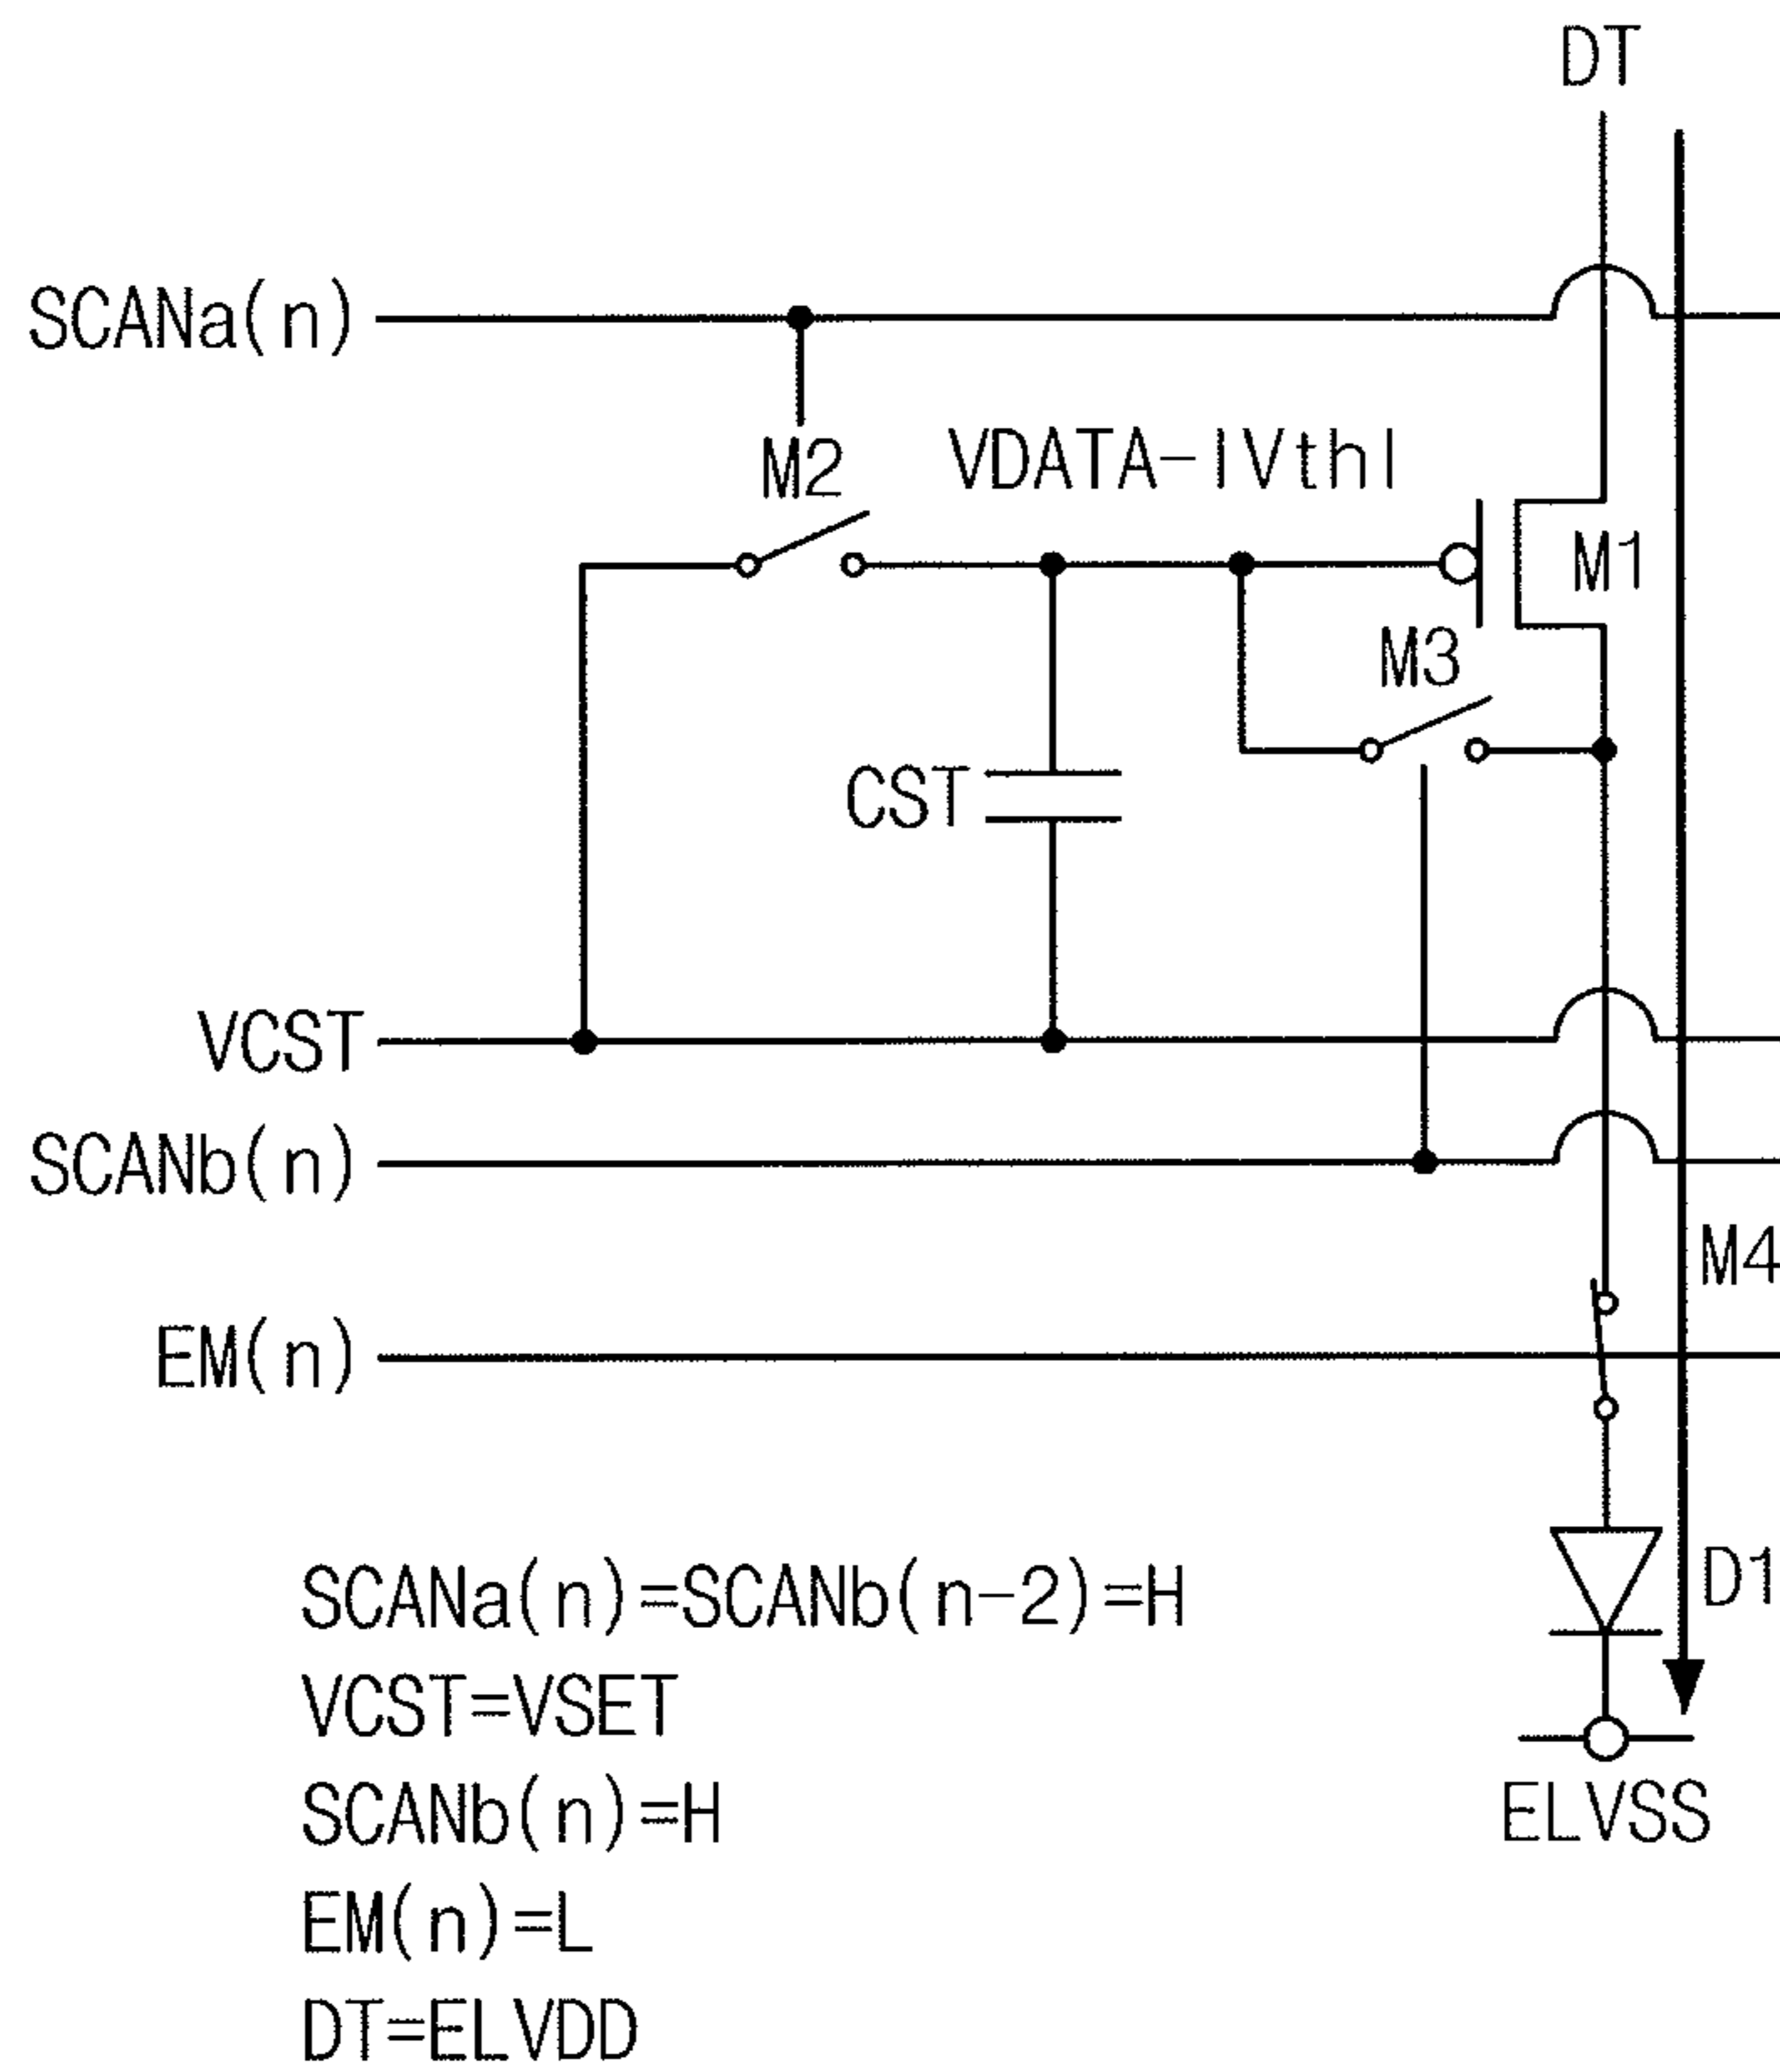 DT
SCANa(n)
M2
VDATA-|Vth|
M1
M3
CST
VCST
SCANb(n)
M4
EM(n)
D1
ELVSS
SCANa(n)=SCANb(n-2)=H
VCST=VSET
SCANb(n)=H
EM(n)=L
DT=ELVDD